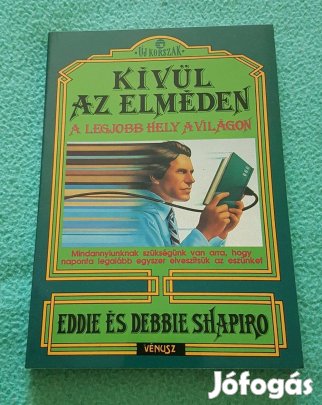 ÚJ KORSZAK
KÍVÜL
AZ ELMÉDEN
A LEGJOBB HELY A VILÁGON
Mindannyiunknak szükségünk van arra, hogy
naponta legalább egyszer elveszítsük az eszünket
EDDIE ÉS DEBBIE SHAPIRO
VÉNUSZ
Jófogás